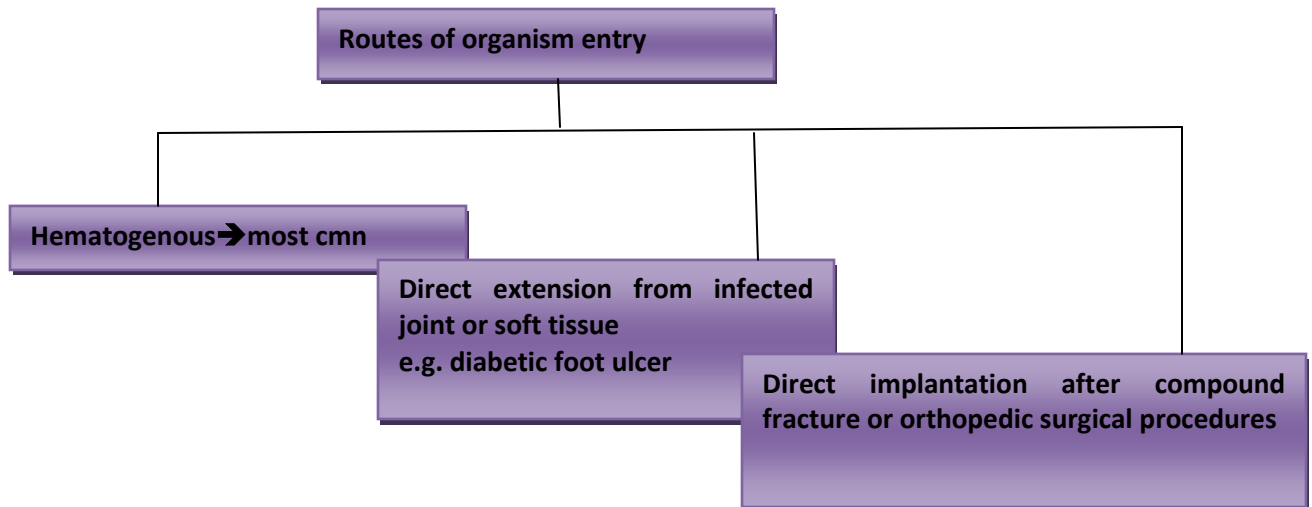 Routes of organism entry
Hematogenous➔most cmn
Direct extension from infected
joint or soft tissue
e.g. diabetic foot ulcer
Direct implantation after compound
fracture or orthopedic surgical procedures